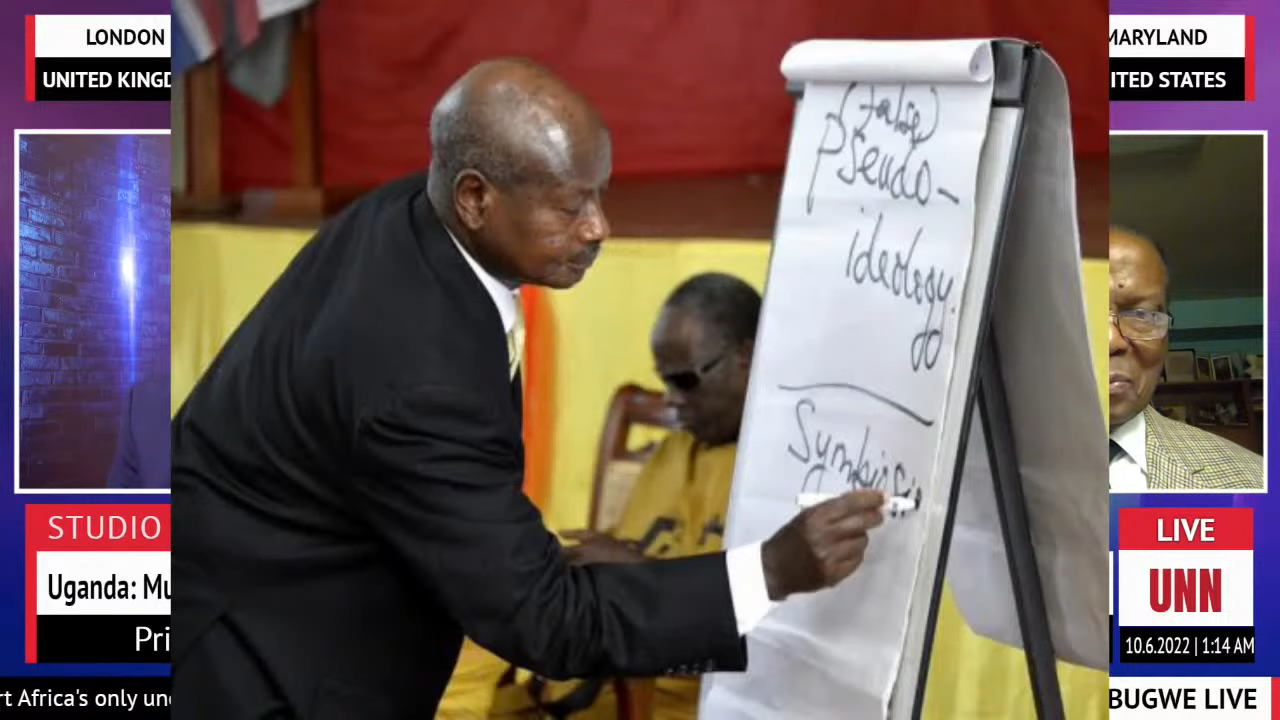 LONDON
UNITED KINGD
MARYLAND
ITED STATES
(false)
Pseudo-
ideology.
Symbiosis
STUDIO
Uganda: Mu
Pri
LIVE
UNN
10.6.2022 | 1:14 AM
rt Africa's only un
BUGWE LIVE